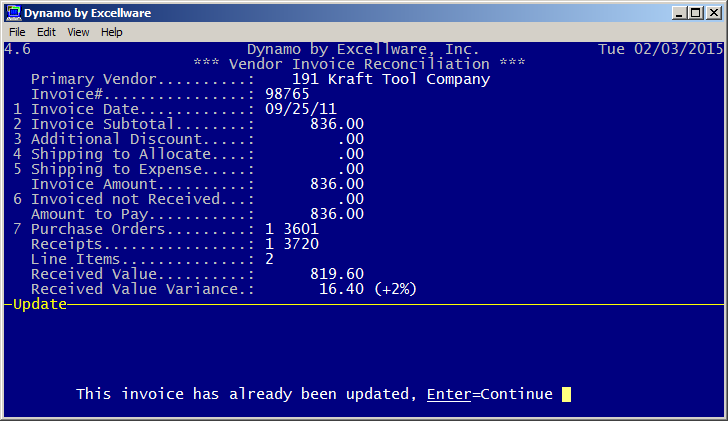 Dynamo by Excellware
File Edit View Help
4.6 Dynamo by Excellware, Inc. Tue 02/03/2015
*** Vendor Invoice Reconciliation ***
Primary Vendor..........: 191 Kraft Tool Company
Invoice#................: 98765
1 Invoice Date............: 09/25/11
2 Invoice Subtotal........: 836.00
3 Additional Discount.....: .00
4 Shipping to Allocate....: .00
5 Shipping to Expense.....: .00
Invoice Amount..........: 836.00
6 Invoiced not Received...: .00
Amount to Pay...........: 836.00
7 Purchase Orders.........: 1 3601
Receipts................: 1 3720
Line Items..............: 2
Received Value..........: 819.60
Received Value Variance.: 16.40 (+2%)
Update
This invoice has already been updated, Enter=Continue